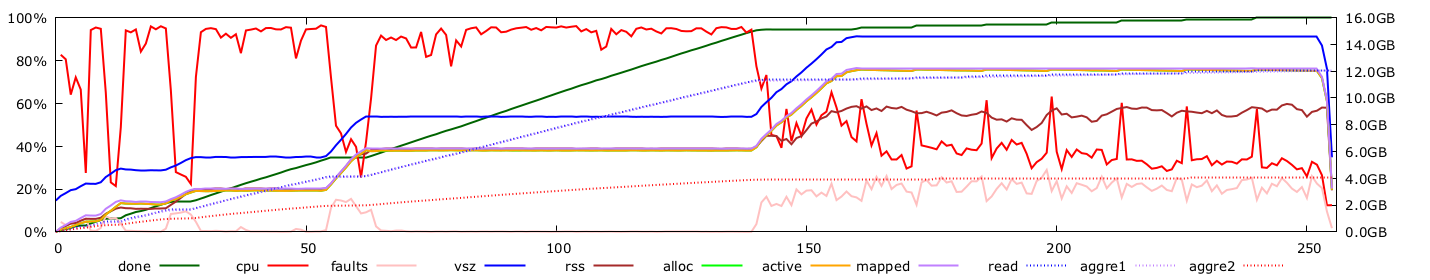 100% 16.0GB
14.0GB
80% 12.0GB
60% 10.0GB
8.0GB
40% 6.0GB
20% 4.0GB
2.0GB
0% 0.0GB
0 50 100 150 200 250
done cpu faults vsz rss alloc active mapped read aggre1 aggre2